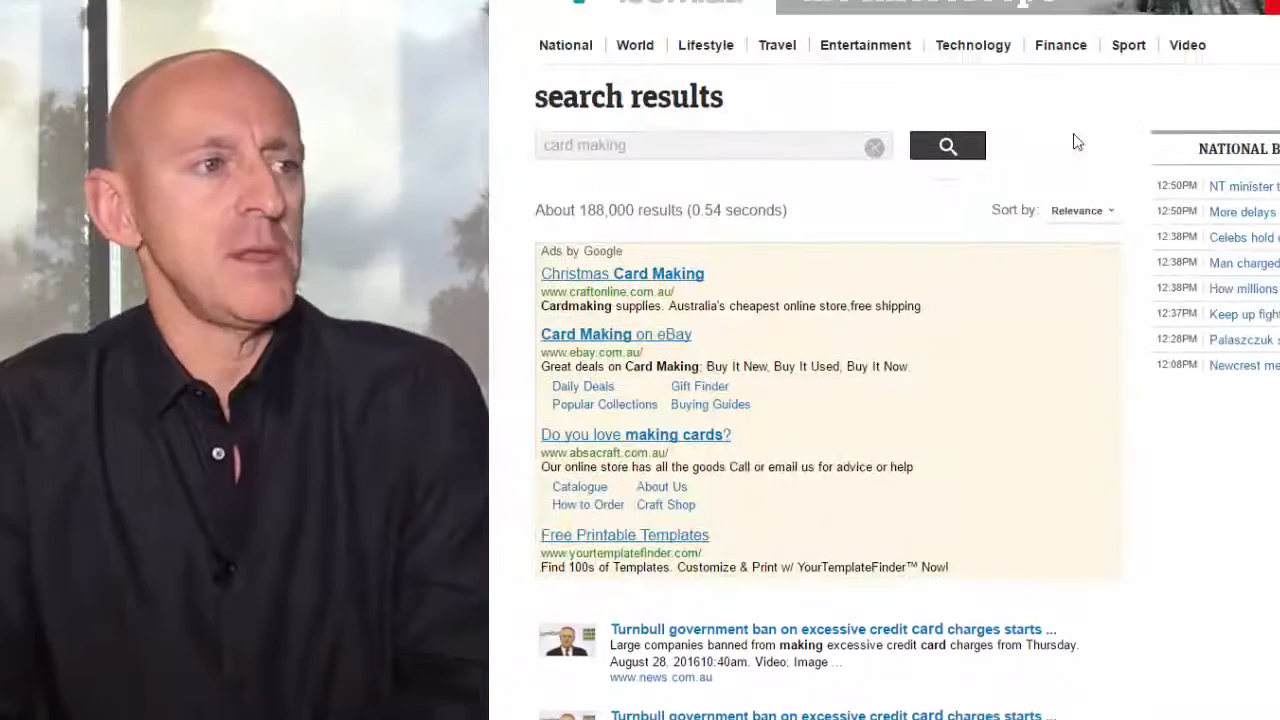 National World Lifestyle Travel Entertainment Technology Finance Sport Video
search results
card making
About 188,000 results (0.54 seconds)
Sort by: Relevance
Ads by Google
Christmas Card Making
www.craftonline.com.au/
Cardmaking supplies. Australia's cheapest online store,free shipping
Card Making on eBay
www.ebay.com.au/
Great deals on Card Making; Buy It New, Buy It Used, Buy It Now.
Daily Deals Gift Finder
Popular Collections Buying Guides
Do you love making cards?
www.absacraft.com.au/
Our online store has all the goods Call or email us for advice or help
Catalogue About Us
How to Order Craft Shop
Free Printable Templates
www.yourtemplatefinder.com/
Find 100s of Templates. Customize & Print w/ YourTemplateFinder™ Now!
Turnbull government ban on excessive credit card charges starts ...
Large companies banned from making excessive credit card charges from Thursday.
August 28, 201610:40am. Video; Image ...
www.news.com.au
Turnbull government ban on excessive credit card charges starts ...
NATIONAL B
12:50PM NT minister t
12:50PM More delays
12:38PM Celebs hold
12:38PM Man charged
12:38PM How millions
12:37PM Keep up figh
12:28PM Palaszczuk s
12:08PM Newcrest me